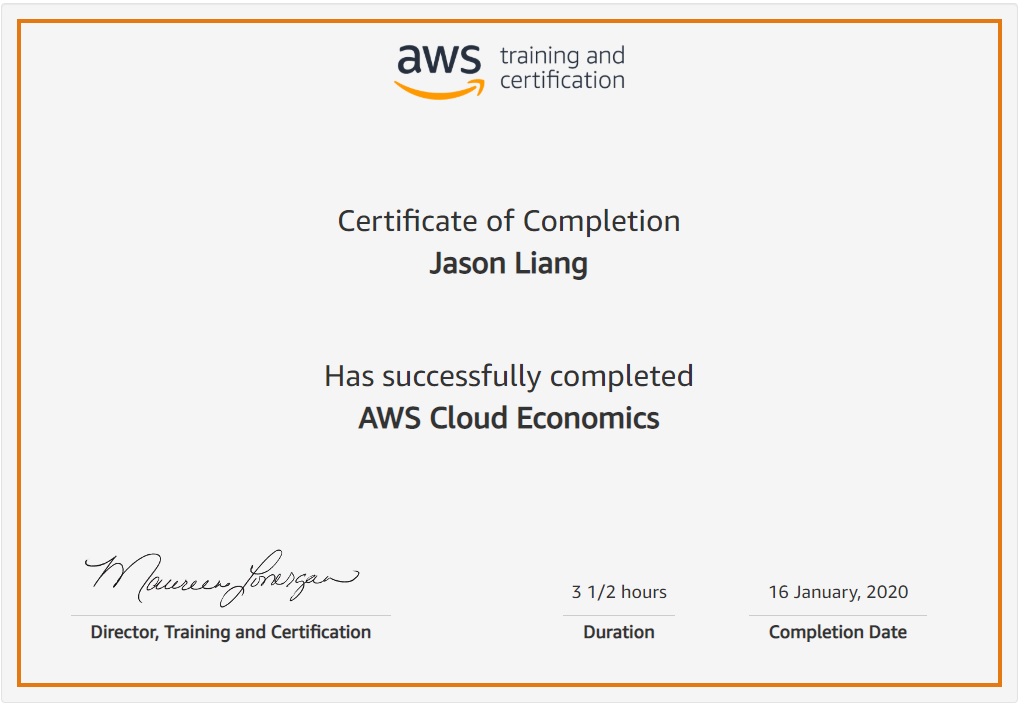 aws training and
certification
Certificate of Completion
Jason Liang
Has successfully completed
AWS Cloud Economics
Maureen Lonergan
3 1/2 hours
16 January, 2020
Director, Training and Certification
Duration
Completion Date